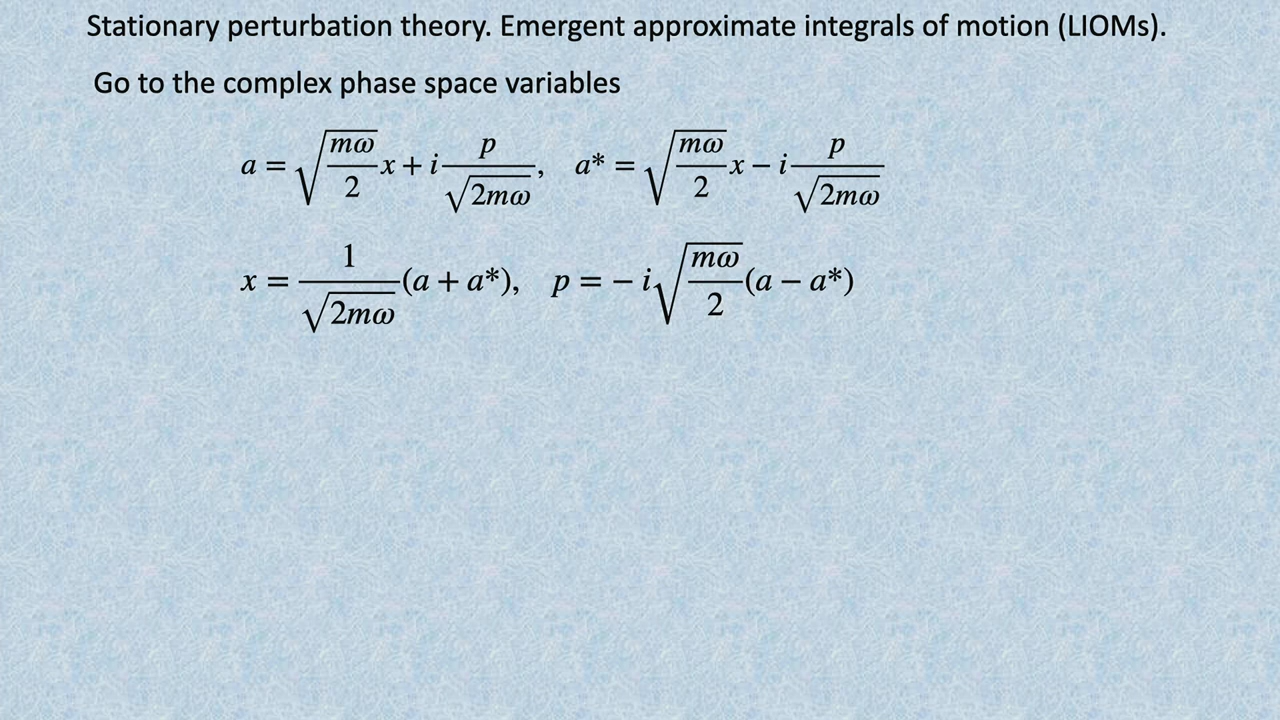 Stationary perturbation theory. Emergent approximate integrals of motion (LIOMs).
Go to the complex phase space variables
a = √(mω/2) x + i p/√(2mω), a* = √(mω/2) x − i p/√(2mω)
x = 1/√(2mω) (a + a*), p = − i √(mω/2) (a − a*)